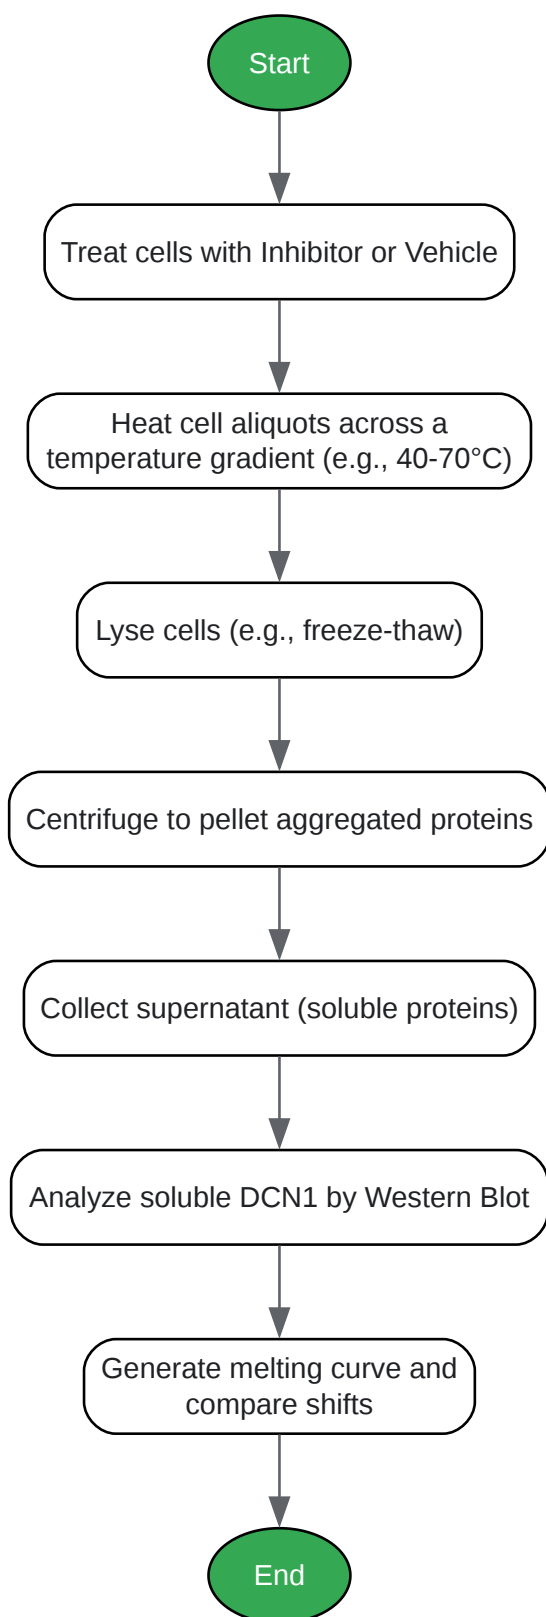 Start
Treat cells with Inhibitor or Vehicle
Heat cell aliquots across a
temperature gradient (e.g., 40-70°C)
Lyse cells (e.g., freeze-thaw)
Centrifuge to pellet aggregated proteins
Collect supernatant (soluble proteins)
Analyze soluble DCN1 by Western Blot
Generate melting curve and
compare shifts
End